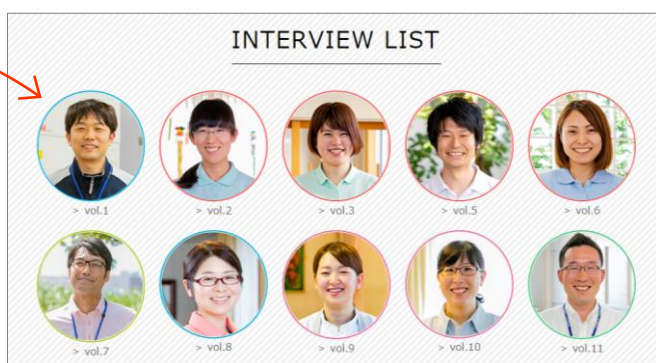 INTERVIEW LIST
> vol.1 > vol.2 > vol.3 > vol.5 > vol.6
> vol.7 > vol.8 > vol.9 > vol.10 > vol.11